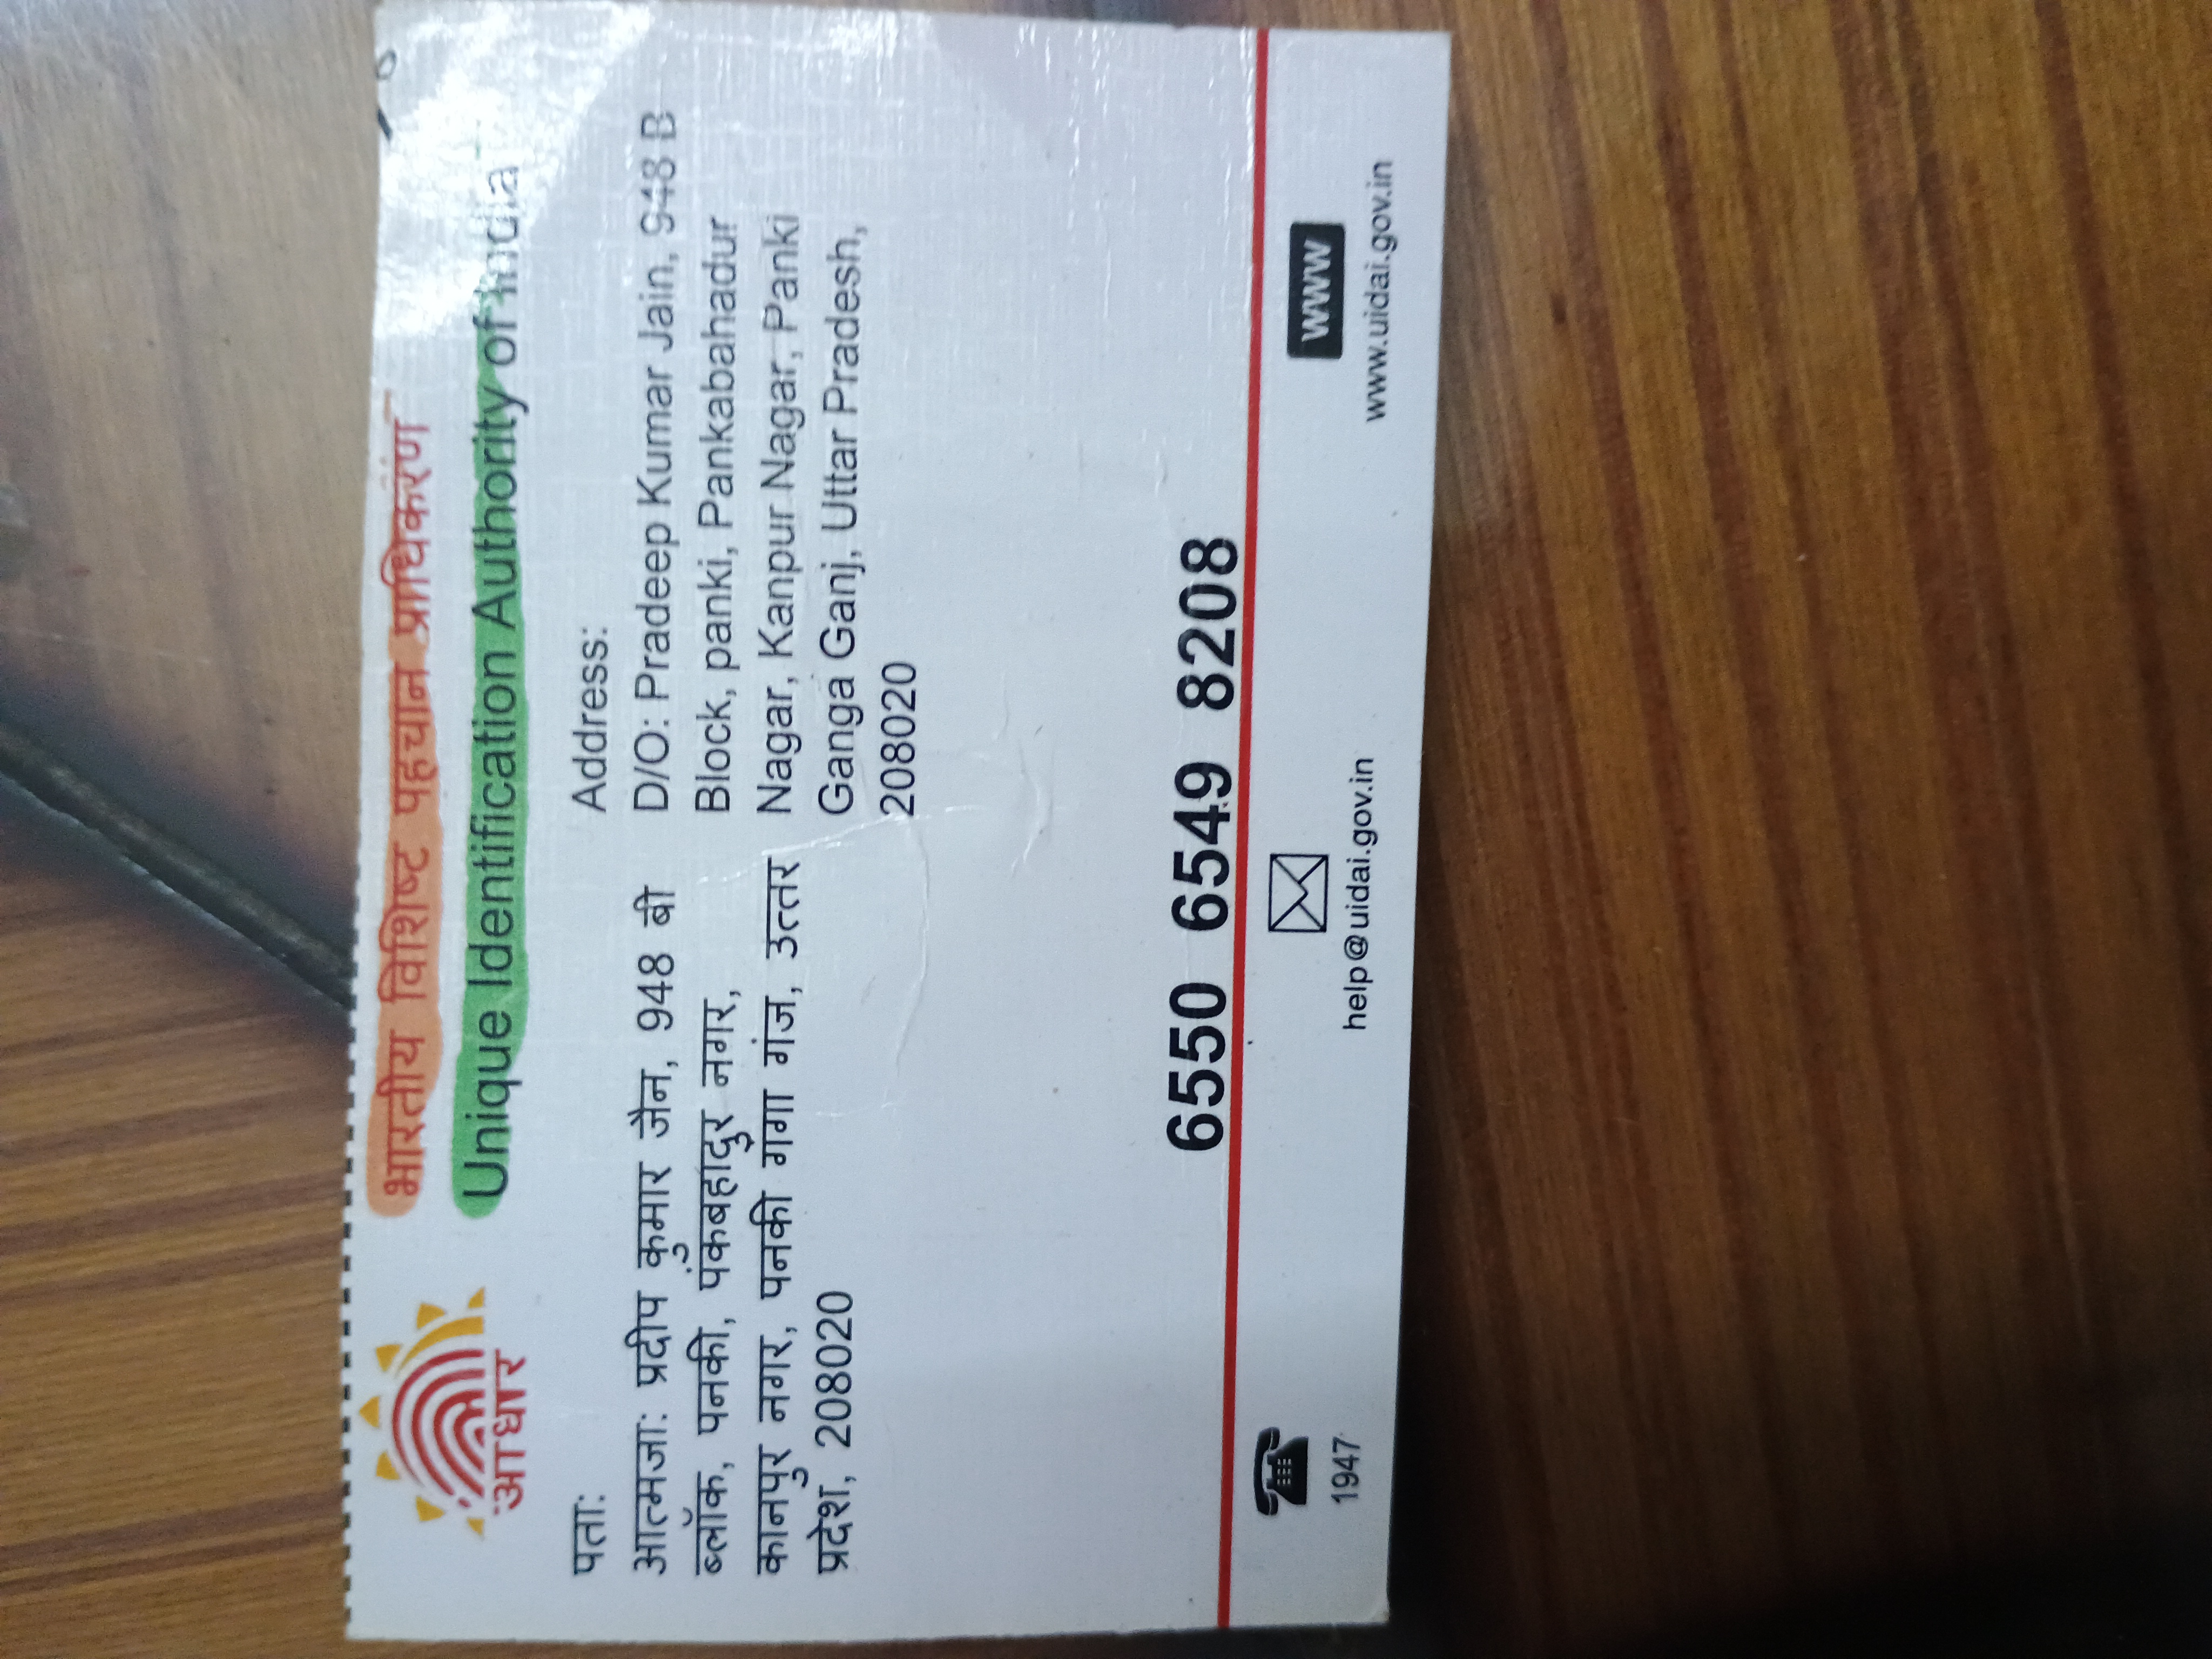 भारतीय विशिष्ट पहचान प्राधिकरण
Unique Identification Authority of India
आधार
पता:
आत्मजा: प्रदीप कुमार जैन, 948 बी
ब्लॉक, पनकी, पंकबहादुर नगर,
कानपुर नगर, पनकी गंगा गंज, उत्तर
प्रदेश, 208020
Address:
D/O: Pradeep Kumar Jain, 948 B
Block, panki, Pankabahadur
Nagar, Kanpur Nagar, Panki
Ganga Ganj, Uttar Pradesh,
208020
6550 6549 8208
1947
help@uidai.gov.in
www
www.uidai.gov.in